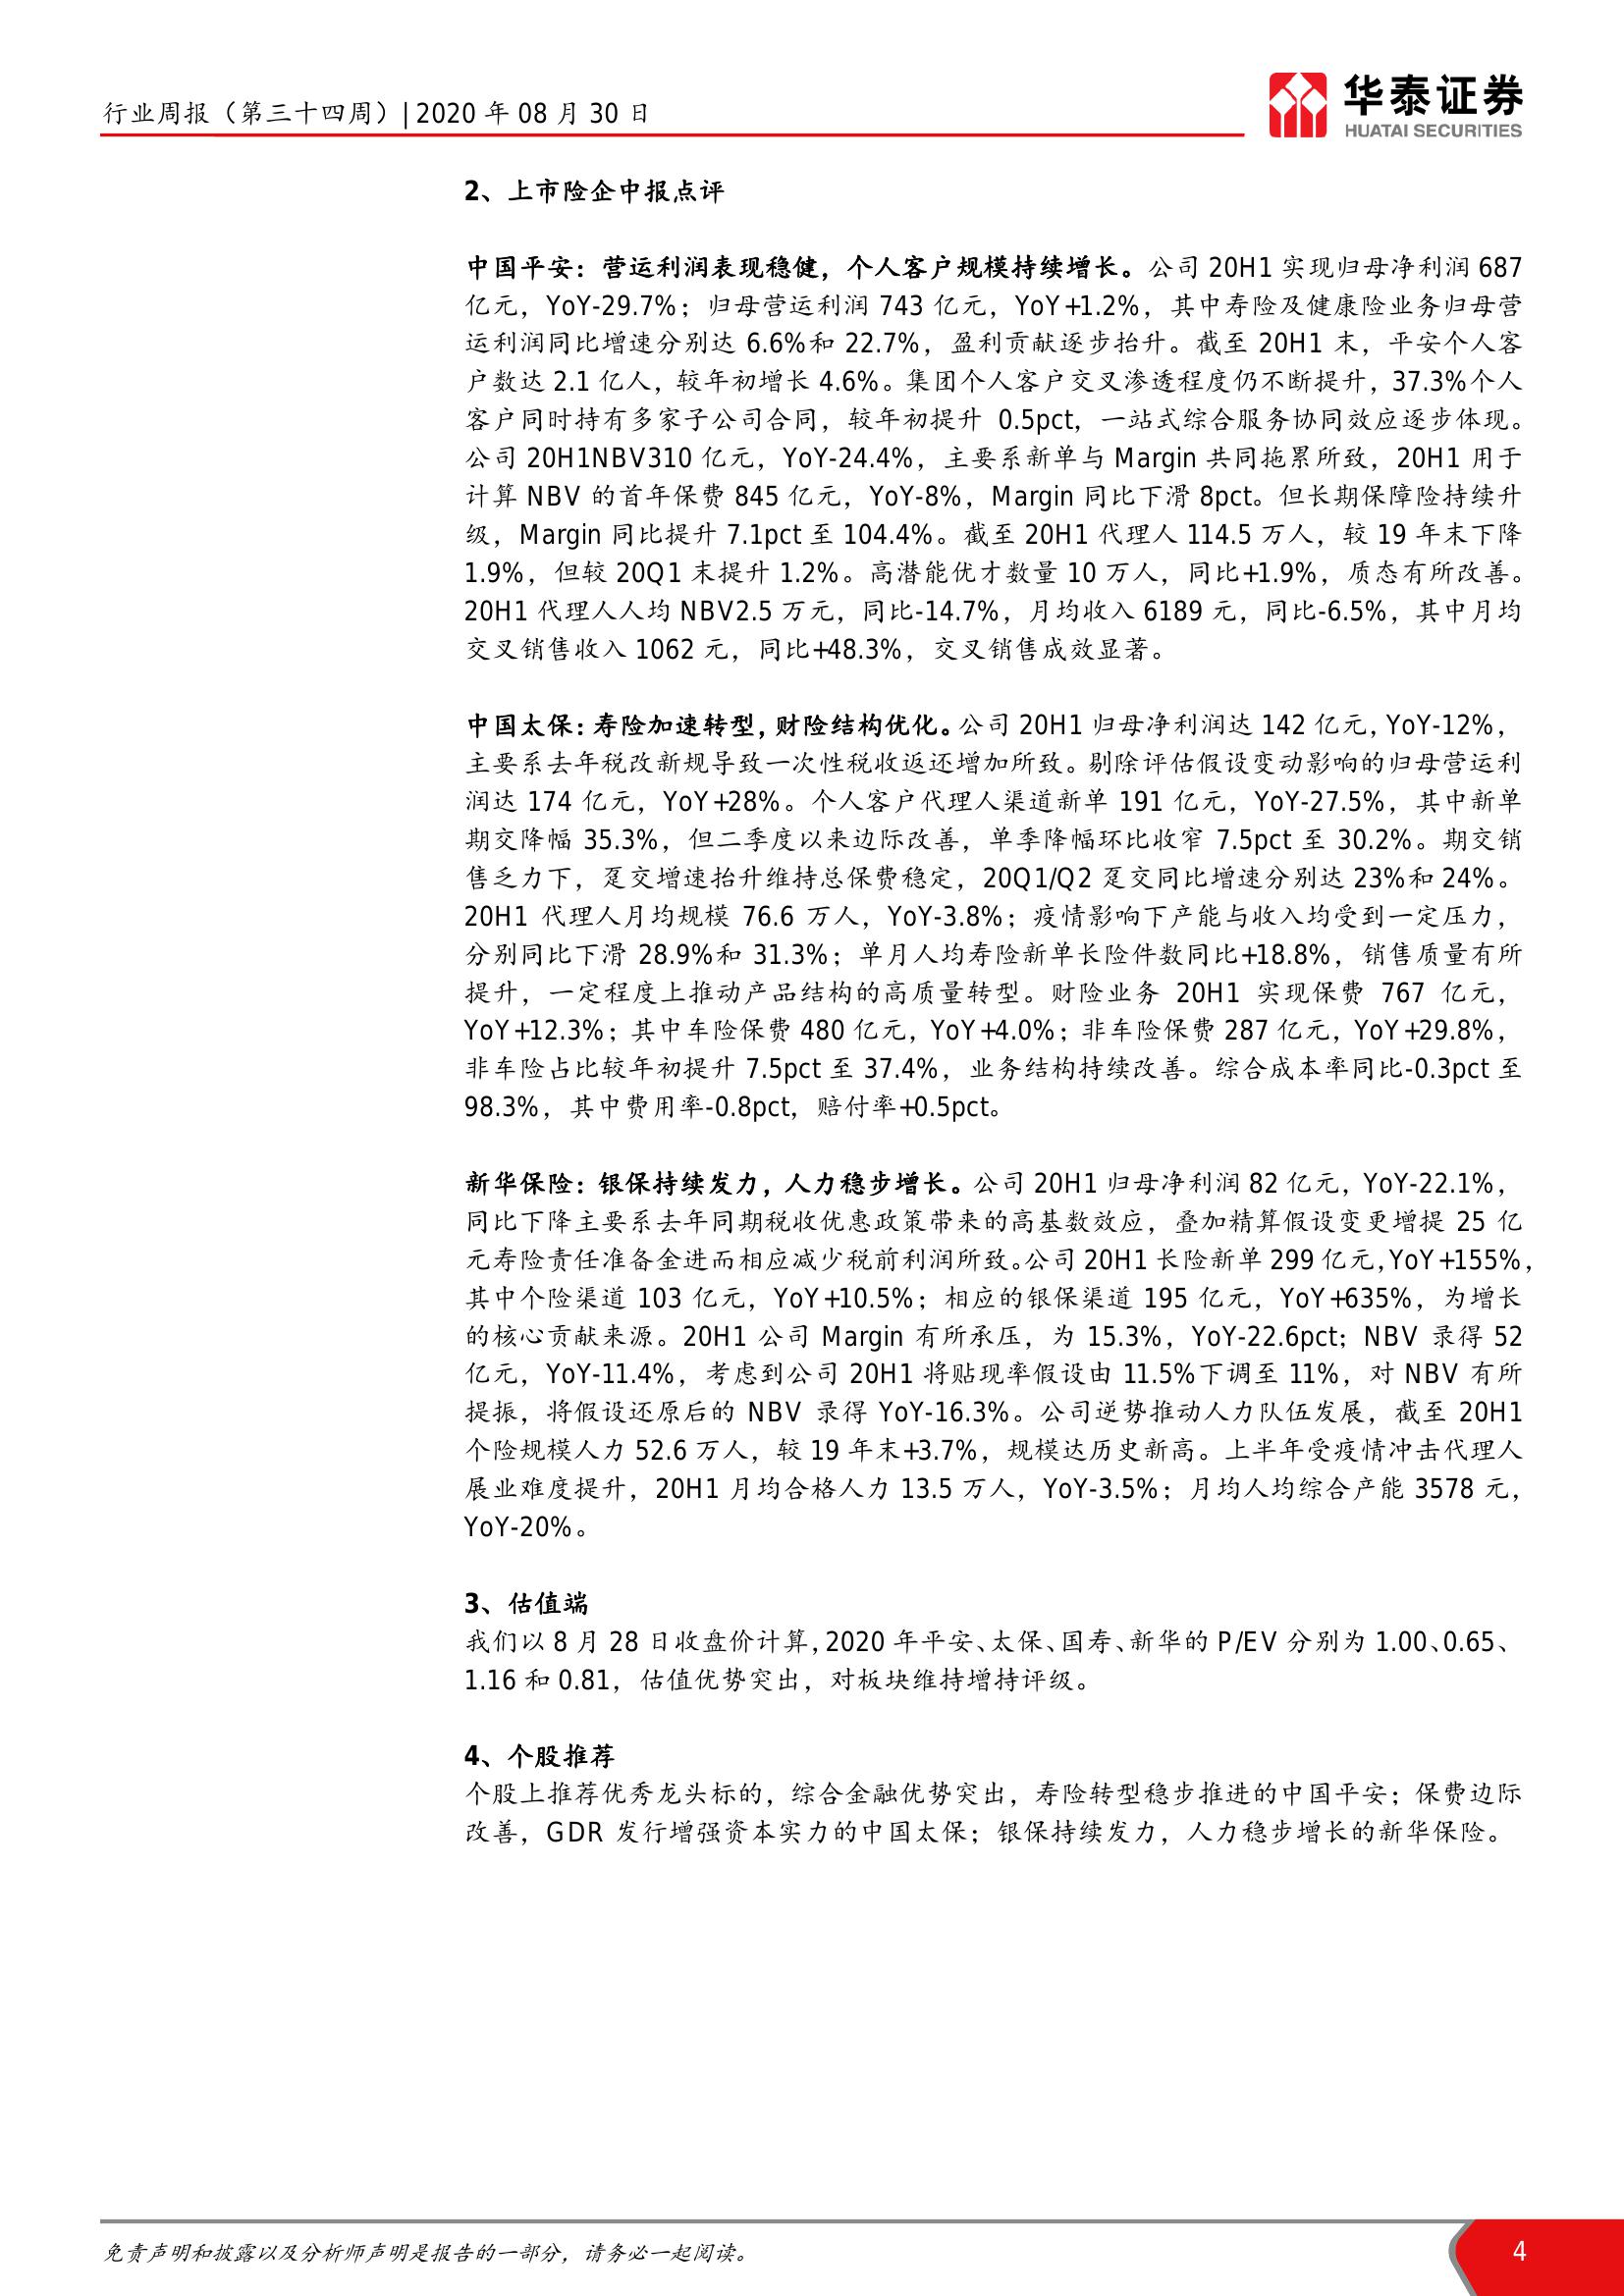 行业周报（第三十四周）| 2020 年 08 月 30 日
华泰证券
HUATAI SECURITIES
2、上市险企中报点评
中国平安：营运利润表现稳健，个人客户规模持续增长。公司 20H1 实现归母净利润 687
亿元，YoY-29.7%；归母营运利润 743 亿元，YoY+1.2%，其中寿险及健康险业务归母营
运利润同比增速分别达 6.6%和 22.7%，盈利贡献逐步抬升。截至 20H1 末，平安个人客
户数达 2.1 亿人，较年初增长 4.6%。集团个人客户交叉渗透程度仍不断提升，37.3%个人
客户同时持有多家子公司合同，较年初提升 0.5pct，一站式综合服务协同效应逐步体现。
公司 20H1NBV310 亿元，YoY-24.4%，主要系新单与 Margin 共同拖累所致，20H1 用于
计算 NBV 的首年保费 845 亿元，YoY-8%，Margin 同比下滑 8pct。但长期保障险持续升
级，Margin 同比提升 7.1pct 至 104.4%。截至 20H1 代理人 114.5 万人，较 19 年末下降
1.9%，但较 20Q1 末提升 1.2%。高潜能优才数量 10 万人，同比+1.9%，质态有所改善。
20H1 代理人人均 NBV2.5 万元，同比-14.7%，月均收入 6189 元，同比-6.5%，其中月均
交叉销售收入 1062 元，同比+48.3%，交叉销售成效显著。
中国太保：寿险加速转型，财险结构优化。公司 20H1 归母净利润达 142 亿元，YoY-12%，
主要系去年税改新规导致一次性税收返还增加所致。剔除评估假设变动影响的归母营运利
润达 174 亿元，YoY+28%。个人客户代理人渠道新单 191 亿元，YoY-27.5%，其中新单
期交降幅 35.3%，但二季度以来边际改善，单季降幅环比收窄 7.5pct 至 30.2%。期交销
售乏力下，趸交增速抬升维持总保费稳定，20Q1/Q2 趸交同比增速分别达 23%和 24%。
20H1 代理人月均规模 76.6 万人，YoY-3.8%；疫情影响下产能与收入均受到一定压力，
分别同比下滑 28.9%和 31.3%；单月人均寿险新单长险件数同比+18.8%，销售质量有所
提升，一定程度上推动产品结构的高质量转型。财险业务 20H1 实现保费 767 亿元，
YoY+12.3%；其中车险保费 480 亿元，YoY+4.0%；非车险保费 287 亿元，YoY+29.8%，
非车险占比较年初提升 7.5pct 至 37.4%，业务结构持续改善。综合成本率同比-0.3pct 至
98.3%，其中费用率-0.8pct，赔付率+0.5pct。
新华保险：银保持续发力，人力稳步增长。公司 20H1 归母净利润 82 亿元，YoY-22.1%，
同比下降主要系去年同期税收优惠政策带来的高基数效应，叠加精算假设变更增提 25 亿
元寿险责任准备金进而相应减少税前利润所致。公司 20H1 长险新单 299 亿元，YoY+155%，
其中个险渠道 103 亿元，YoY+10.5%；相应的银保渠道 195 亿元，YoY+635%，为增长
的核心贡献来源。20H1 公司 Margin 有所承压，为 15.3%，YoY-22.6pct；NBV 录得 52
亿元，YoY-11.4%，考虑到公司 20H1 将贴现率假设由 11.5%下调至 11%，对 NBV 有所
提振，将假设还原后的 NBV 录得 YoY-16.3%。公司逆势推动人力队伍发展，截至 20H1
个险规模人力 52.6 万人，较 19 年末+3.7%，规模达历史新高。上半年受疫情冲击代理人
展业难度提升，20H1 月均合格人力 13.5 万人，YoY-3.5%；月均人均综合产能 3578 元，
YoY-20%。
3、估值端
我们以 8 月 28 日收盘价计算，2020 年平安、太保、国寿、新华的 P/EV 分别为 1.00、0.65、
1.16 和 0.81，估值优势突出，对板块维持增持评级。
4、个股推荐
个股上推荐优秀龙头标的，综合金融优势突出，寿险转型稳步推进的中国平安；保费边际
改善，GDR 发行增强资本实力的中国太保；银保持续发力，人力稳步增长的新华保险。
免责声明和披露以及分析师声明是报告的一部分，请务必一起阅读。
4